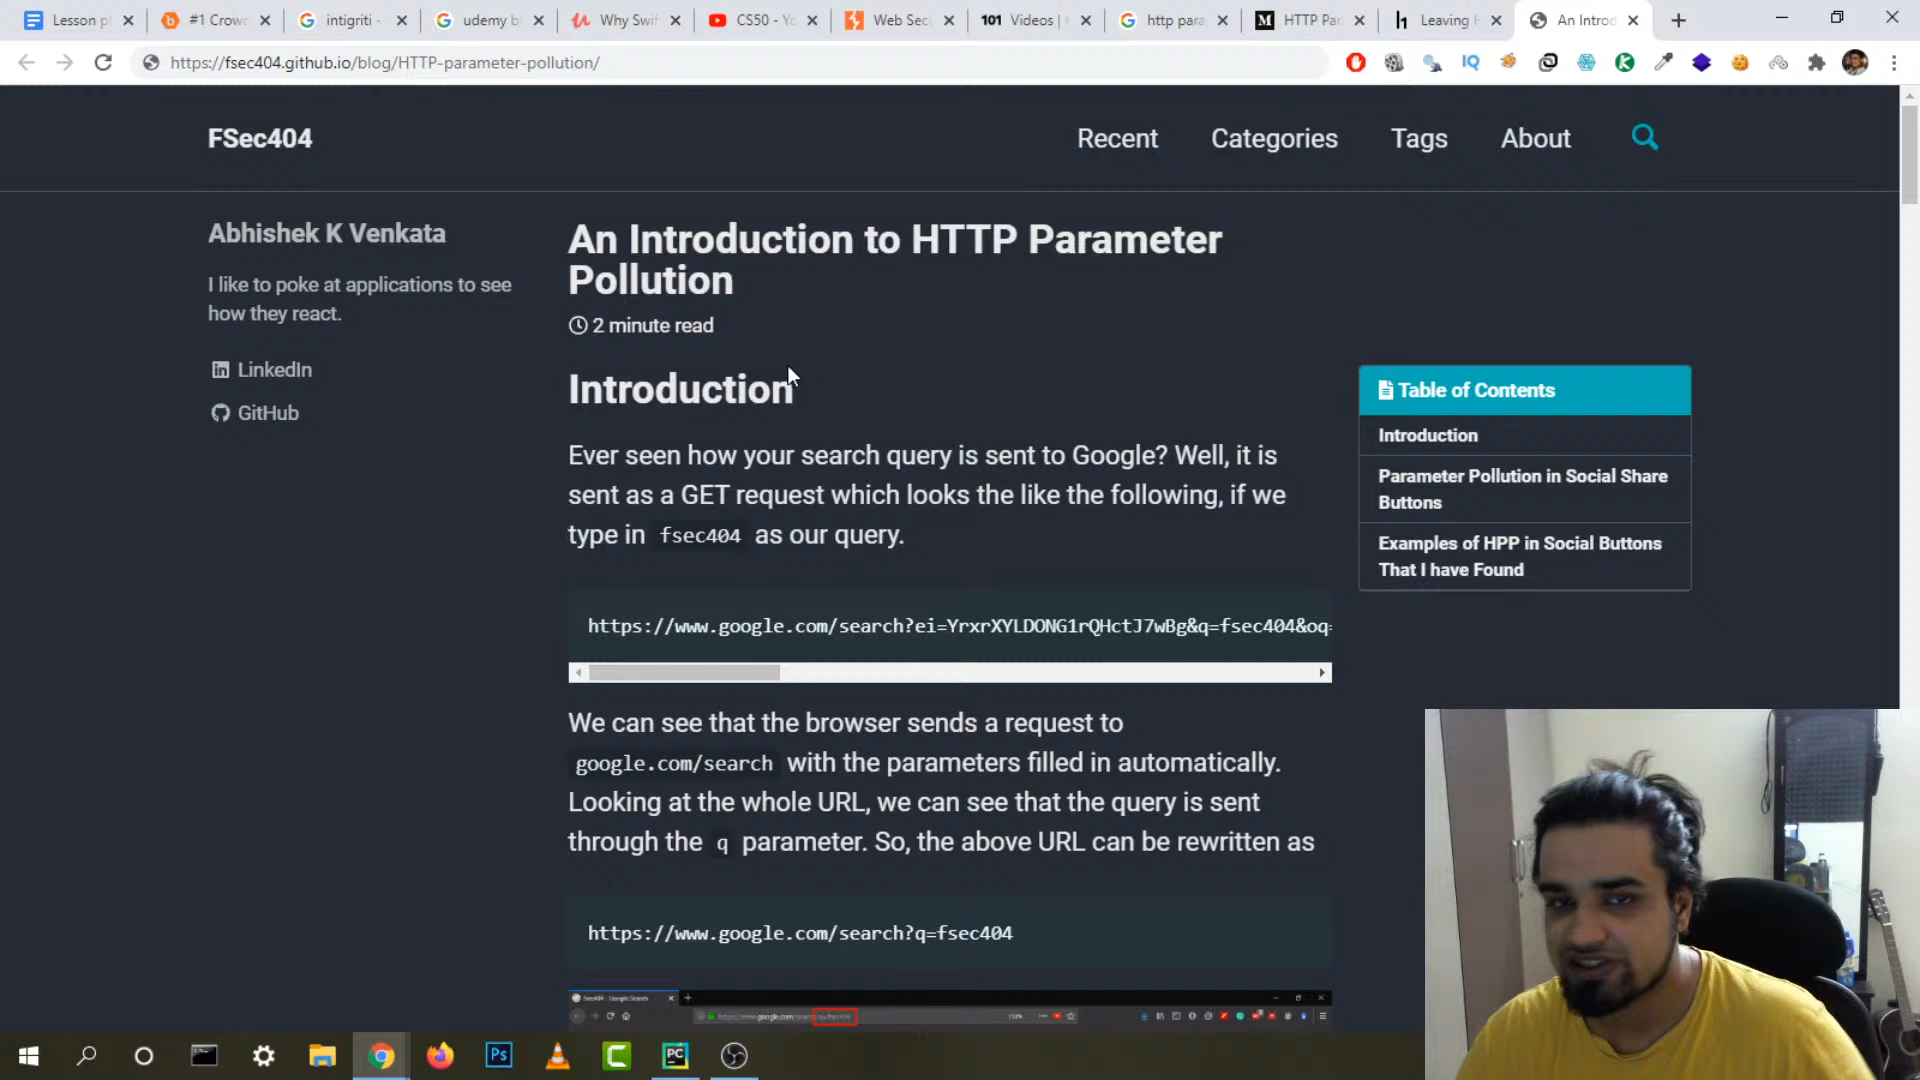 Lesson p
#1 Crow
intigriti -
udemy b
Why Swif
CS50 - Yo
Web Sec
101 Videos |
http para
HTTP Pa
Leaving
An Intro
https://fsec404.github.io/blog/HTTP-parameter-pollution/
IQ
FSec404
Recent
Categories
Tags
About
Abhishek K Venkata
I like to poke at applications to see
how they react.
LinkedIn
GitHub
An Introduction to HTTP Parameter
Pollution
2 minute read
Introduction
Ever seen how your search query is sent to Google? Well, it is
sent as a GET request which looks the like the following, if we
type in fsec404 as our query.
https://www.google.com/search?ei=YrxrXYLDONG1rQHctJ7wBg&q=fsec404&oq=
We can see that the browser sends a request to
google.com/search with the parameters filled in automatically.
Looking at the whole URL, we can see that the query is sent
through the q parameter. So, the above URL can be rewritten as
https://www.google.com/search?q=fsec404
Table of Contents
Introduction
Parameter Pollution in Social Share
Buttons
Examples of HPP in Social Buttons
That I have Found
Ps
PC